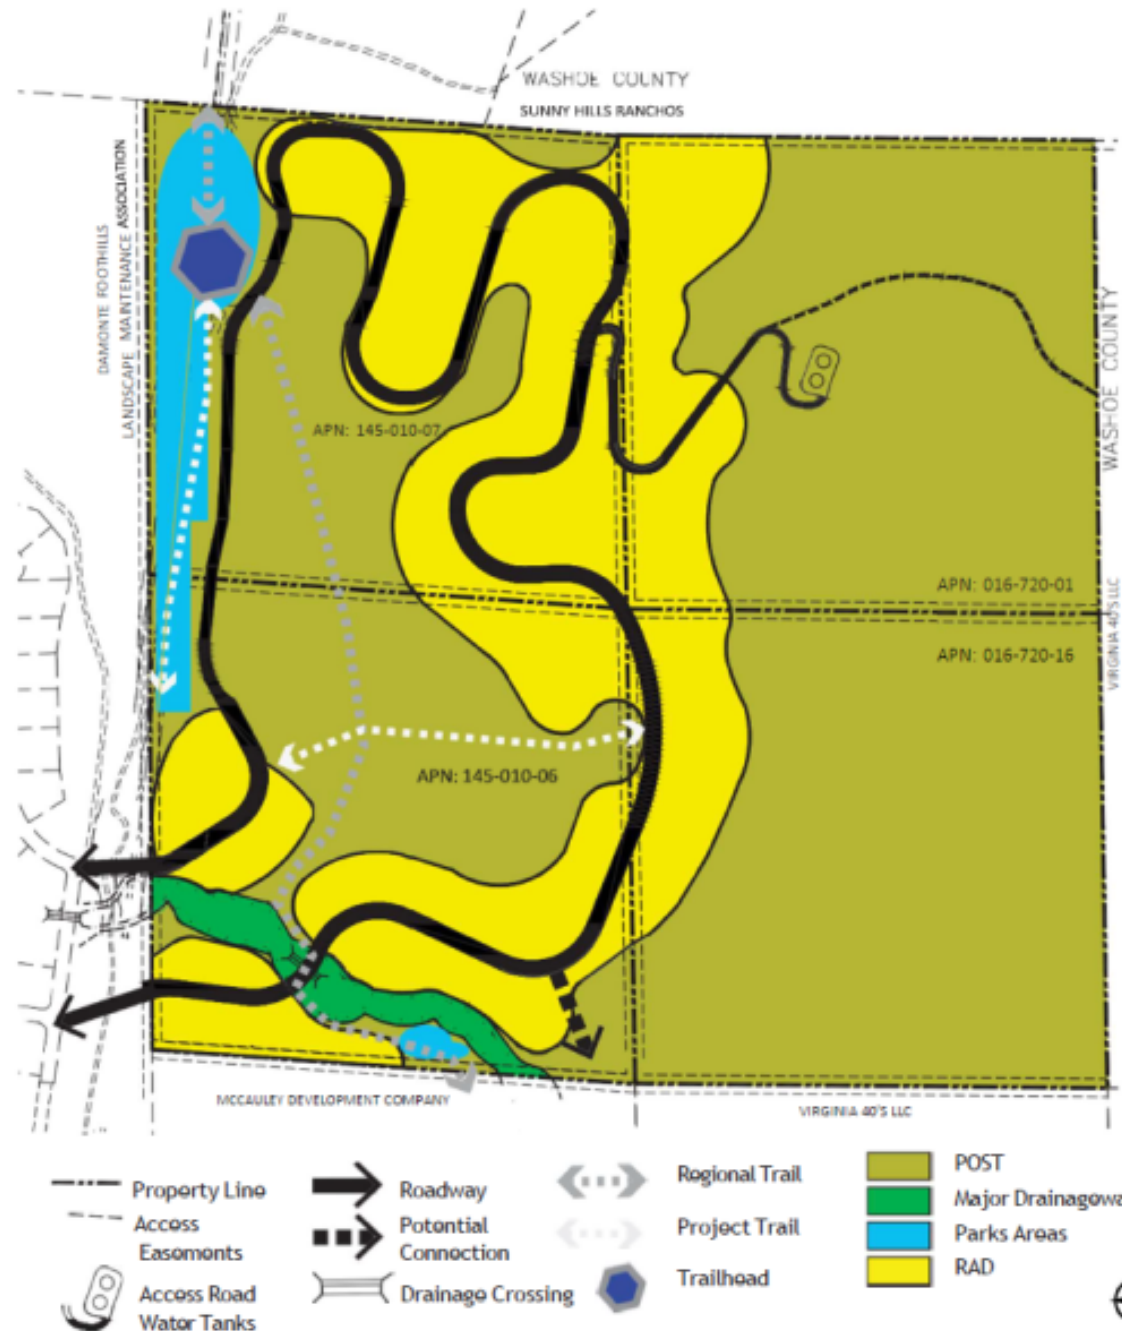 WASHOE COUNTY
SUNNY HILLS RANCHOS
DAMONTE FOOTHILLS
LANDSCAPE MAINTENANCE ASSOCIATION
WASHOE COUNTY
APN: 145-010-07
APN: 016-720-01
APN: 016-720-16
VIRGINIA 40'S LLC
APN: 145-010-06
MCCAULEY DEVELOPMENT COMPANY
VIRGINIA 40'S LLC
Property Line
Access
Easements
Access Road
Water Tanks
Roadway
Potential
Connection
Drainage Crossing
Regional Trail
Project Trail
Trailhead
POST
Major Drainagewa
Parks Areas
RAD